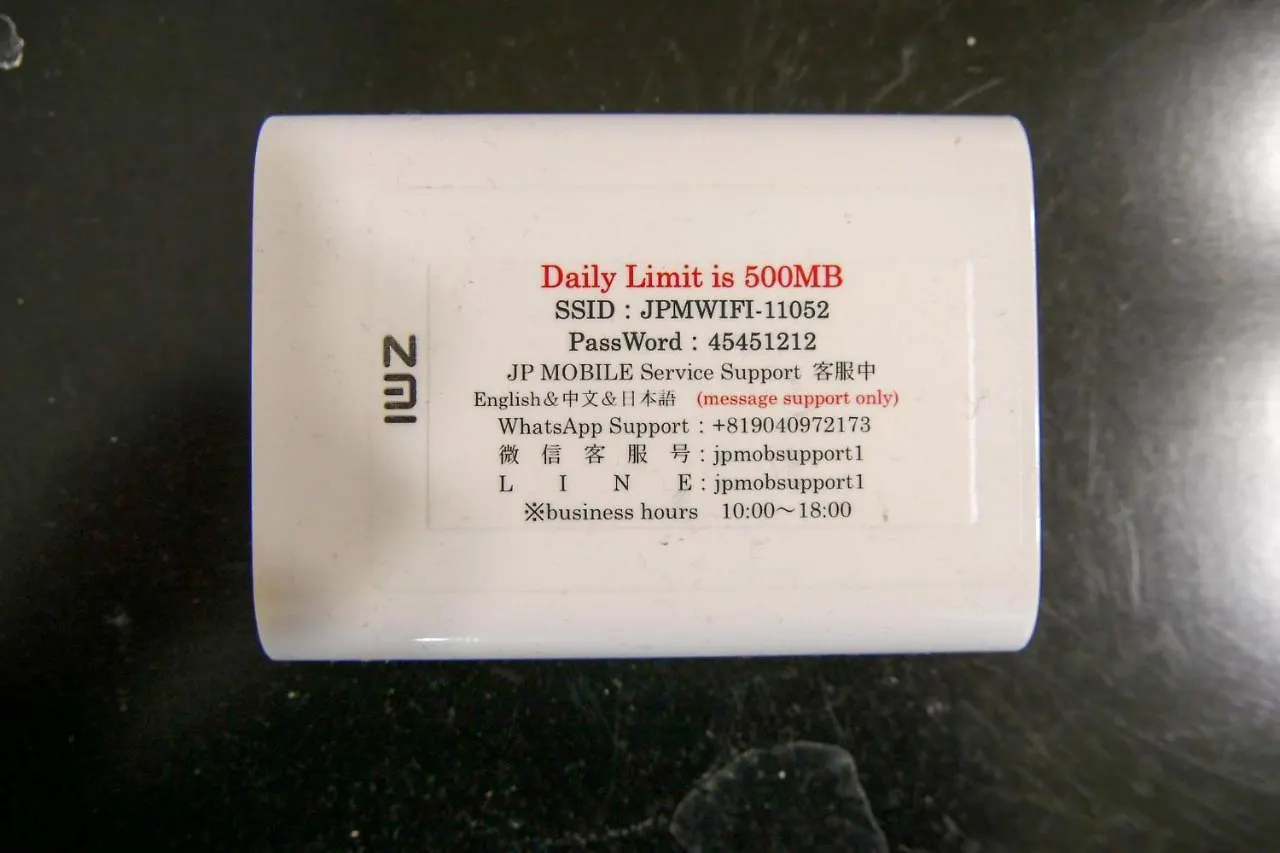 Daily Limit is 500MB
SSID : JPMWIFI-11052
PassWord : 45451212
JP MOBILE Service Support 客服中
English&中文&日本語 (message support only)
WhatsApp Support : +819040972173
微信客服号 : jpmobsupport1
LINE : jpmobsupport1
※business hours 10:00～18:00